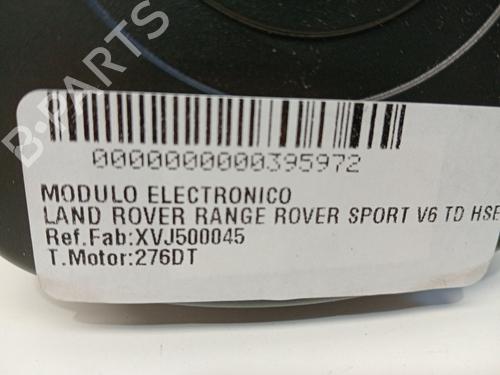 B-PARTS
0000000000395972
MODULO ELECTRONICO
LAND ROVER RANGE ROVER SPORT V6 TD HSE
Ref.Fab:XVJ500045
T.Motor:276DT